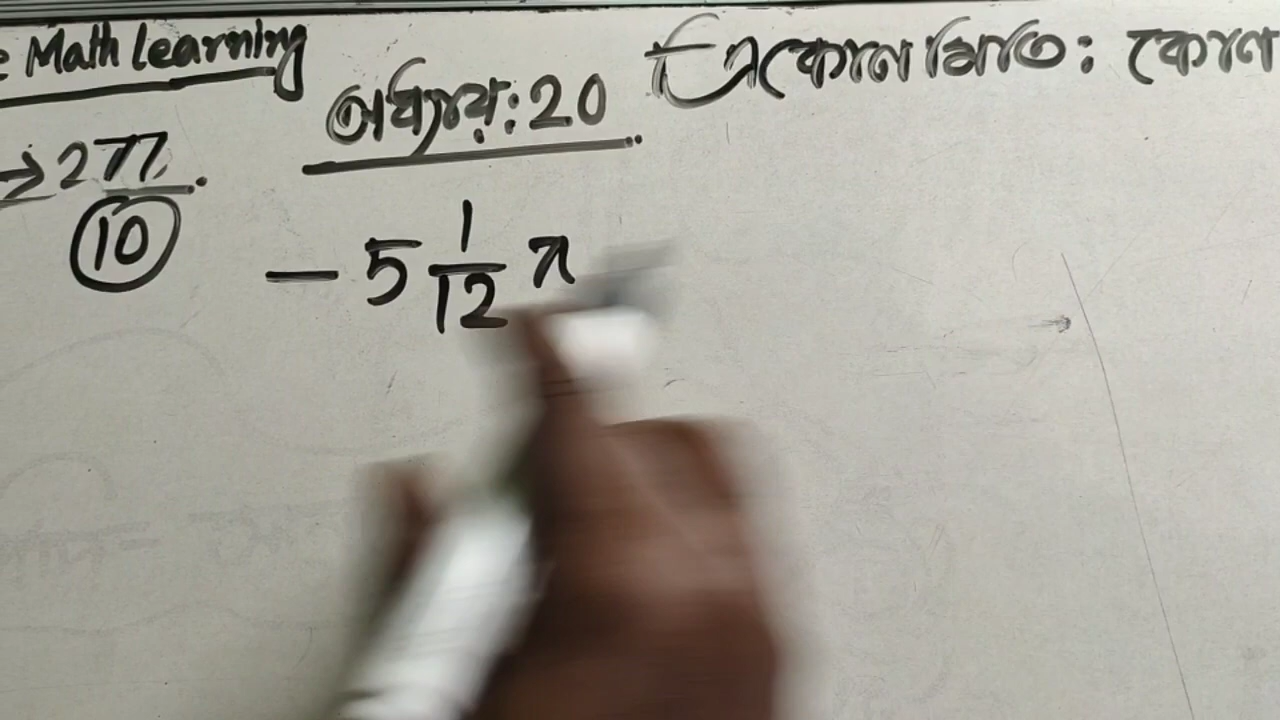 Math learning
অধ্যায়: 20
ত্রিকোণমিতি: কোণ
→ 277
10
- 5 1/12 π